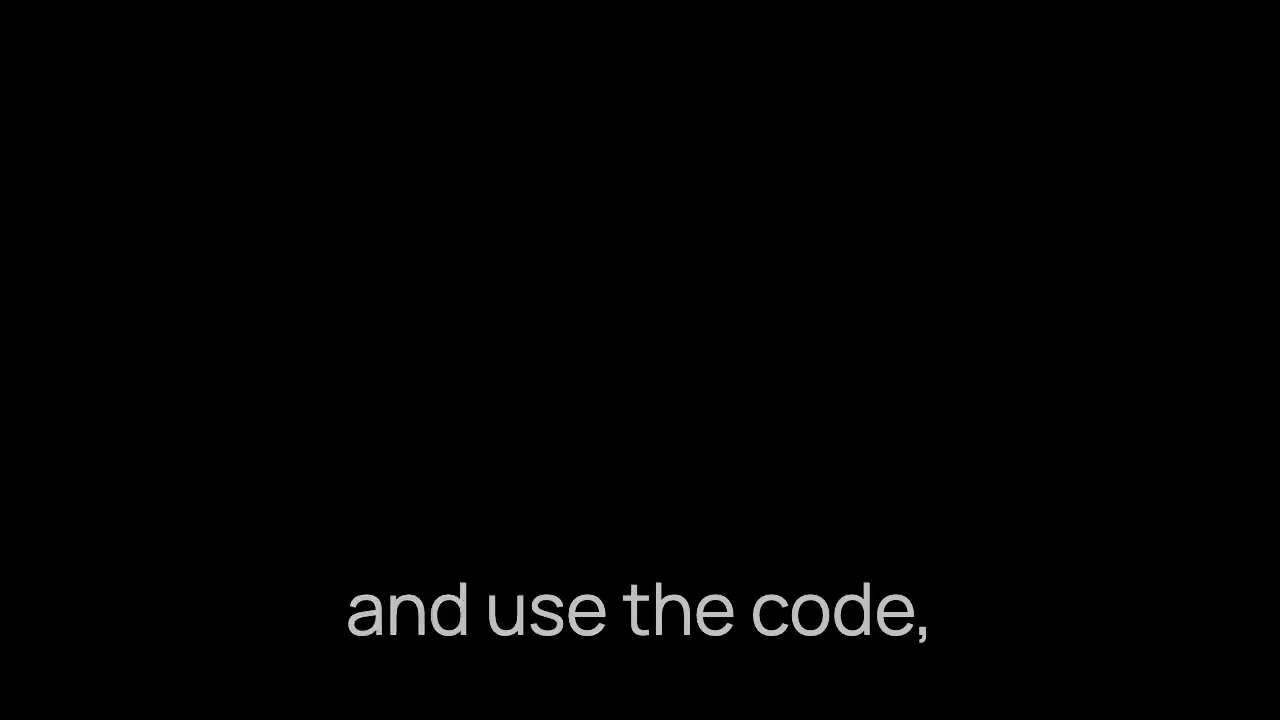 and use the code,